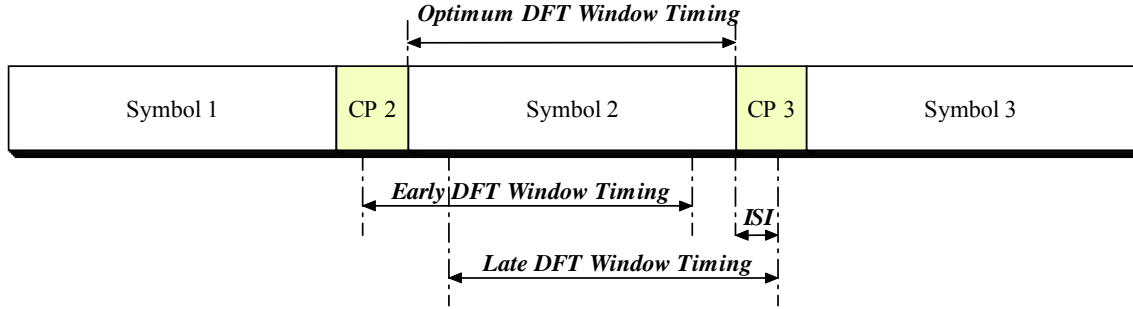 Optimum DFT Window Timing
Symbol 1 CP 2 Symbol 2 CP 3 Symbol 3
Early DFT Window Timing
ISI
Late DFT Window Timing